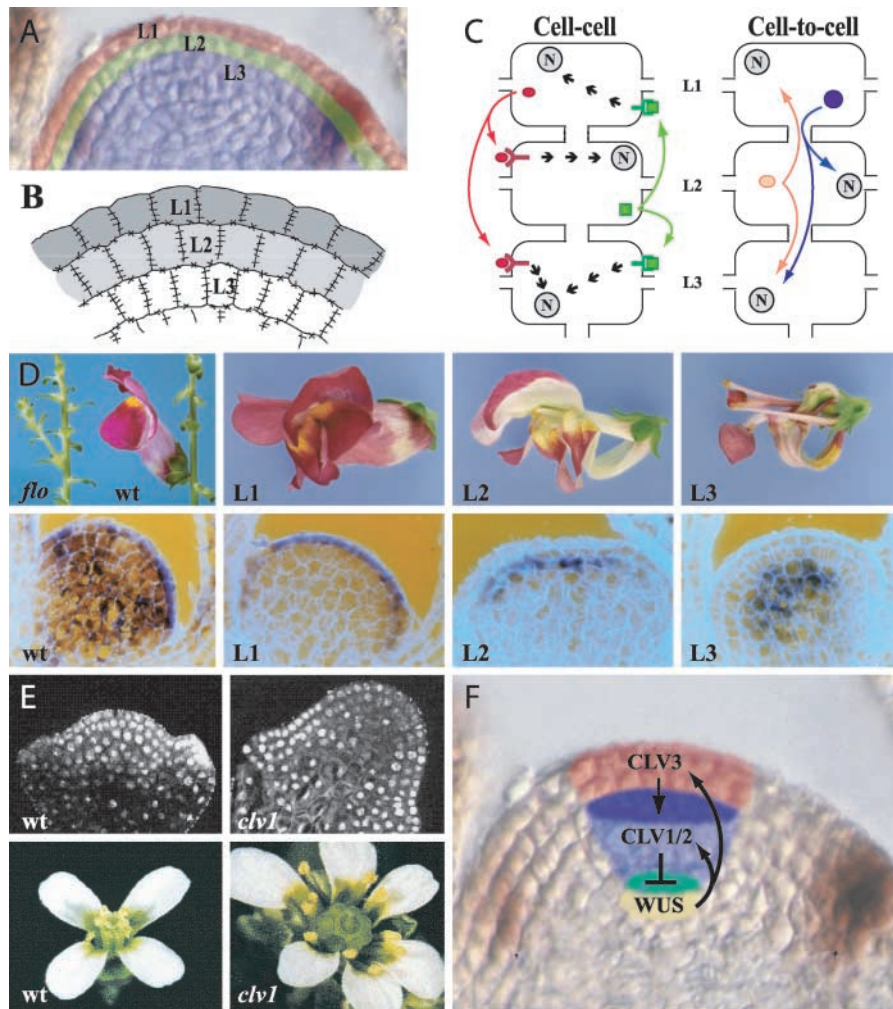 A
L1
L2
L3
B
L1
L2
L3
C
Cell-cell
Cell-to-cell
N
N
N
N
N
N
L1
L2
L3
D
flo
wt
L1
L2
L3
wt
L1
L2
L3
E
wt
clv1
wt
clv1
F
CLV3
CLV1/2
WUS